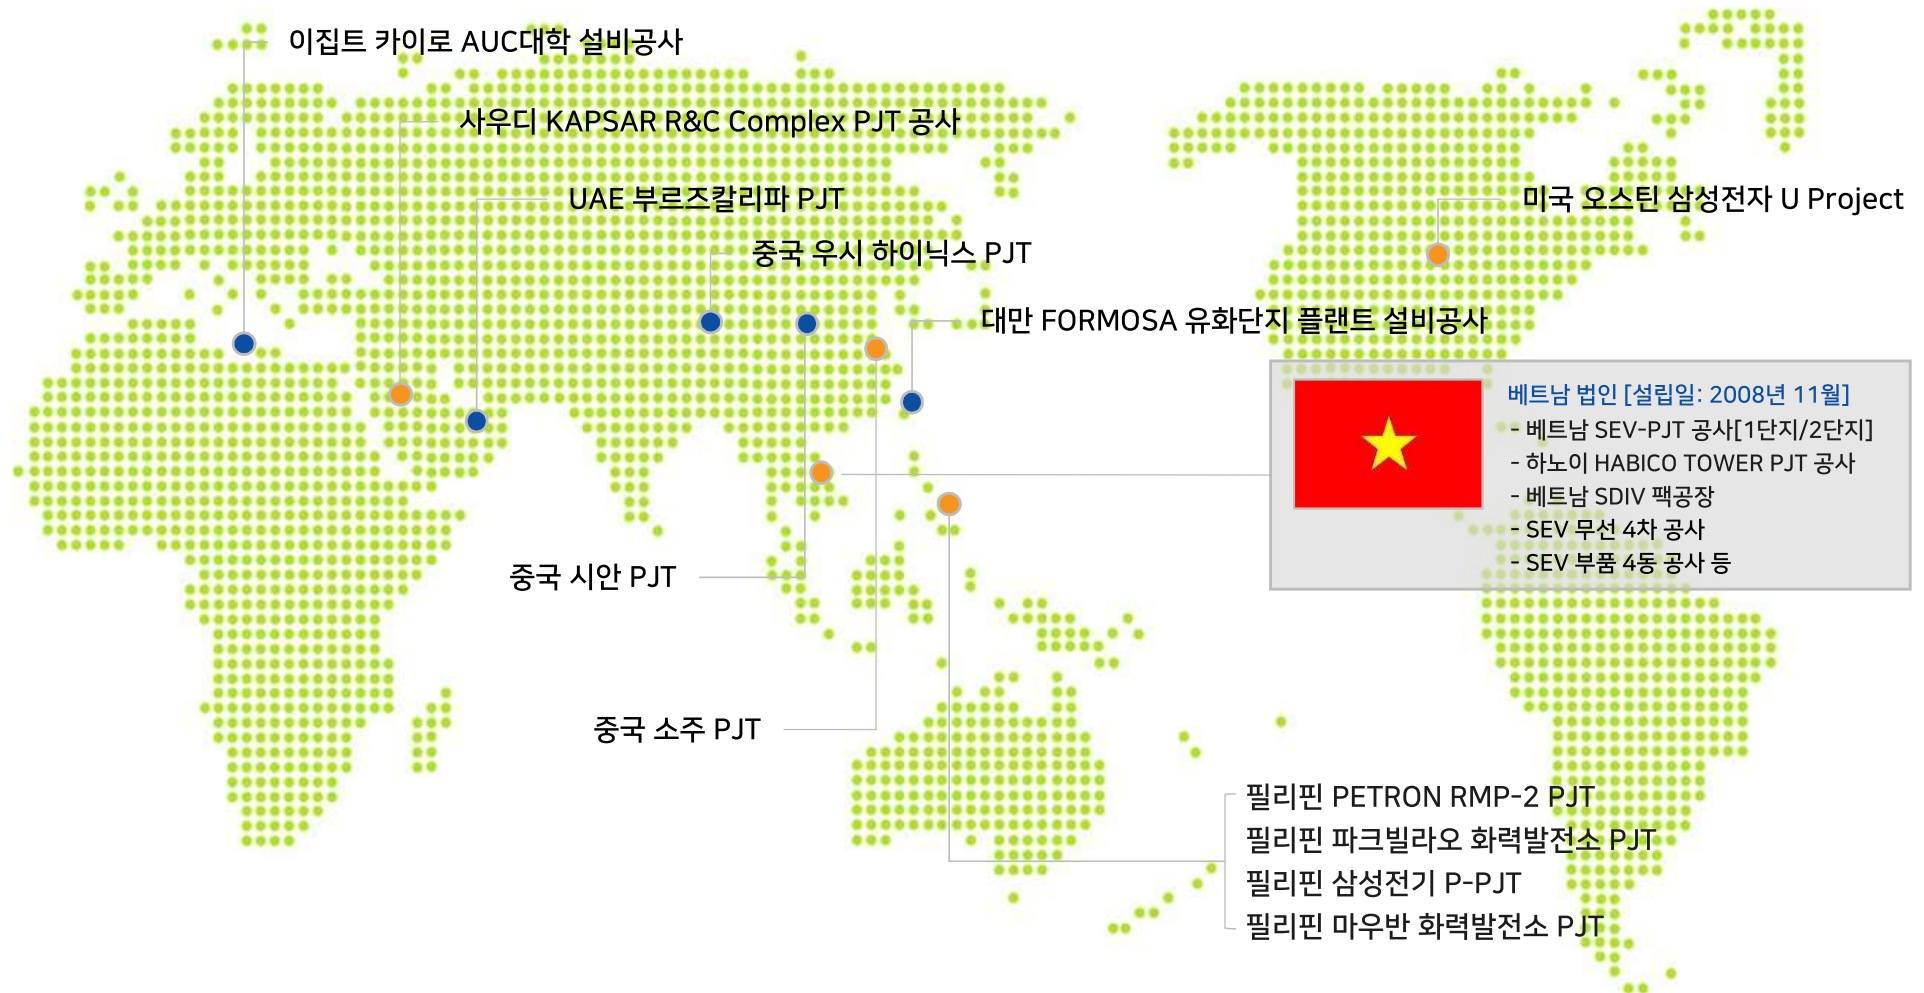 이집트 카이로 AUC대학 설비공사
사우디 KAPSAR R&C Complex PJT 공사
UAE 부르즈칼리파 PJT
미국 오스틴 삼성전자 U Project
중국 우시 하이닉스 PJT
대만 FORMOSA 유화단지 플랜트 설비공사
베트남 법인 [설립일: 2008년 11월]
- 베트남 SEV-PJT 공사[1단지/2단지]
- 하노이 HABICO TOWER PJT 공사
- 베트남 SDIV 팩공장
- SEV 무선 4차 공사
- SEV 부품 4동 공사 등
중국 시안 PJT
중국 소주 PJT
필리핀 PETRON RMP-2 PJT
필리핀 파크빌라오 화력발전소 PJT
필리핀 삼성전기 P-PJT
필리핀 마우반 화력발전소 PJT